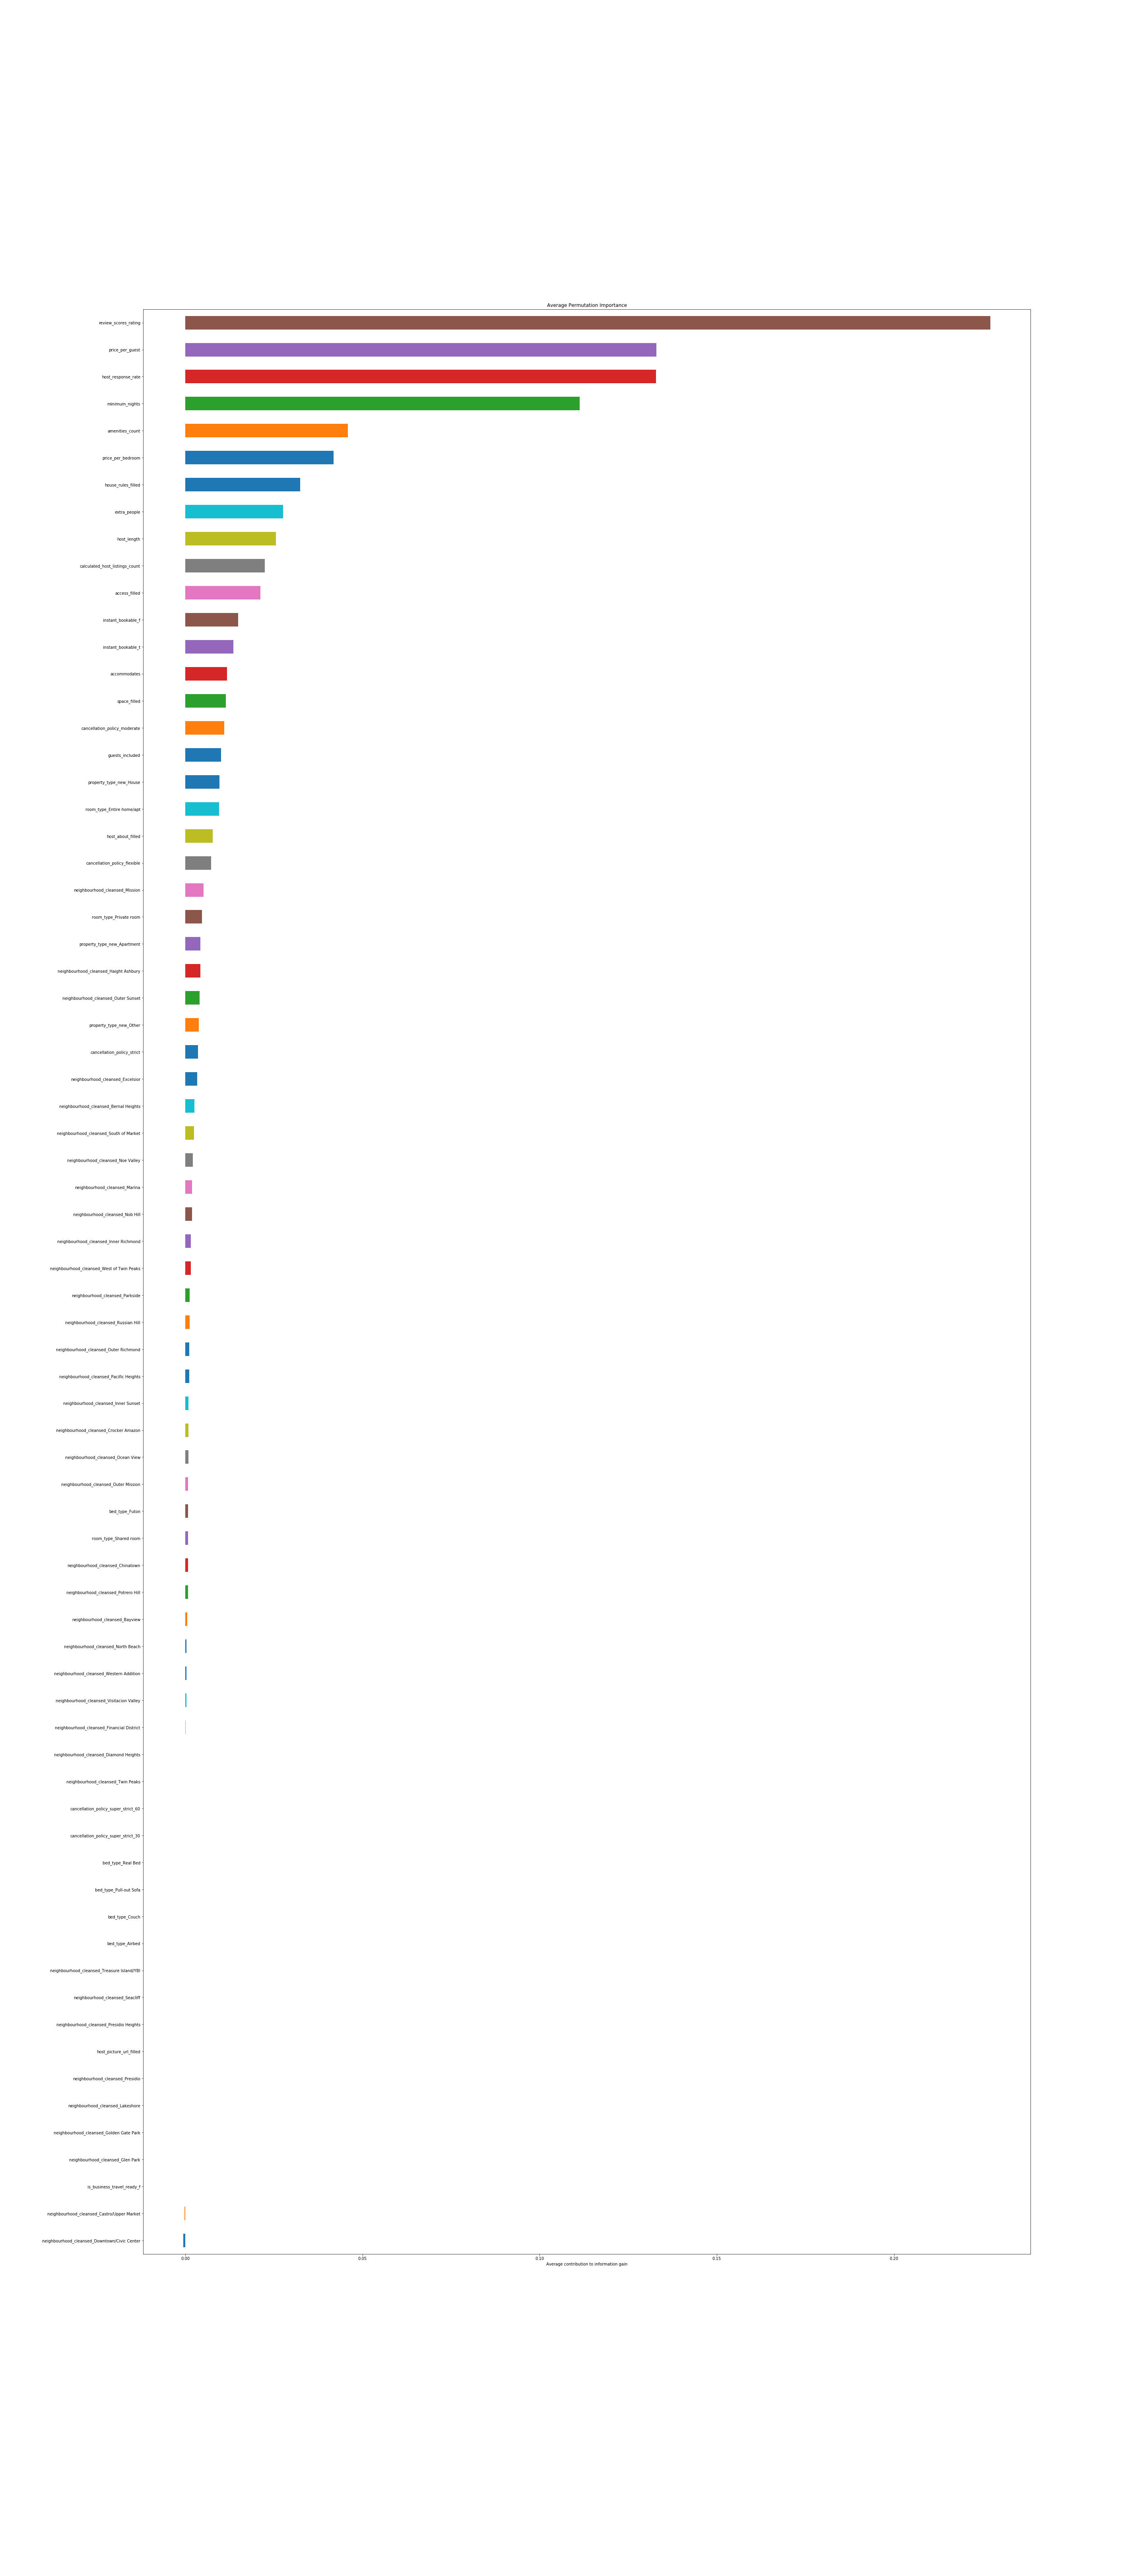 Average Permutation Importance
review_scores_rating
price_per_guest
host_response_rate
minimum_nights
amenities_count
price_per_bedroom
house_rules_filled
extra_people
host_length
calculated_host_listings_count
access_filled
instant_bookable_f
instant_bookable_t
accommodates
space_filled
cancellation_policy_moderate
guests_included
property_type_new_House
room_type_Entire home/apt
host_about_filled
cancellation_policy_flexible
neighbourhood_cleansed_Mission
room_type_Private room
property_type_new_Apartment
neighbourhood_cleansed_Haight Ashbury
neighbourhood_cleansed_Outer Sunset
property_type_new_Other
cancellation_policy_strict
neighbourhood_cleansed_Excelsior
neighbourhood_cleansed_Bernal Heights
neighbourhood_cleansed_South of Market
neighbourhood_cleansed_Noe Valley
neighbourhood_cleansed_Marina
neighbourhood_cleansed_Nob Hill
neighbourhood_cleansed_Inner Richmond
neighbourhood_cleansed_West of Twin Peaks
neighbourhood_cleansed_Parkside
neighbourhood_cleansed_Russian Hill
neighbourhood_cleansed_Outer Richmond
neighbourhood_cleansed_Pacific Heights
neighbourhood_cleansed_Inner Sunset
neighbourhood_cleansed_Crocker Amazon
neighbourhood_cleansed_Ocean View
neighbourhood_cleansed_Outer Mission
bed_type_Futon
room_type_Shared room
neighbourhood_cleansed_Chinatown
neighbourhood_cleansed_Potrero Hill
neighbourhood_cleansed_Bayview
neighbourhood_cleansed_North Beach
neighbourhood_cleansed_Western Addition
neighbourhood_cleansed_Visitacion Valley
neighbourhood_cleansed_Financial District
neighbourhood_cleansed_Diamond Heights
neighbourhood_cleansed_Twin Peaks
cancellation_policy_super_strict_60
cancellation_policy_super_strict_30
bed_type_Real Bed
bed_type_Pull-out Sofa
bed_type_Couch
bed_type_Airbed
neighbourhood_cleansed_Treasure Island/YBI
neighbourhood_cleansed_Seacliff
neighbourhood_cleansed_Presidio Heights
host_picture_url_filled
neighbourhood_cleansed_Presidio
neighbourhood_cleansed_Lakeshore
neighbourhood_cleansed_Golden Gate Park
neighbourhood_cleansed_Glen Park
is_business_travel_ready_f
neighbourhood_cleansed_Castro/Upper Market
neighbourhood_cleansed_Downtown/Civic Center
0.00 0.05 0.10 0.15 0.20
Average contribution to information gain